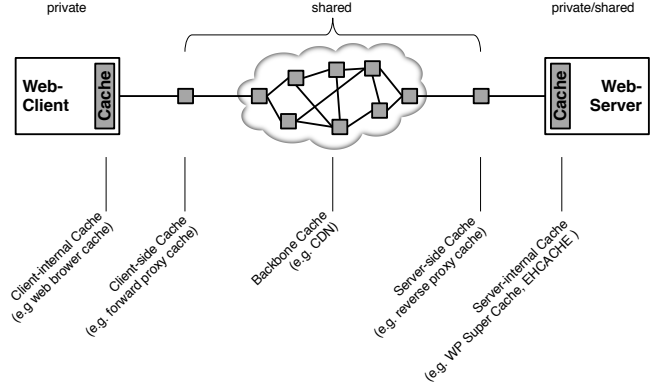 private
shared
private/shared
Web-
Client
Cache
Cache
Web-
Server
Client-internal Cache
(e.g web brower cache)
Client-side Cache
(e.g. forward proxy cache)
Backbone Cache
(e.g. CDN)
Server-side Cache
(e.g. reverse proxy cache)
Server-internal Cache
(e.g. WP Super Cache, EHCACHE )